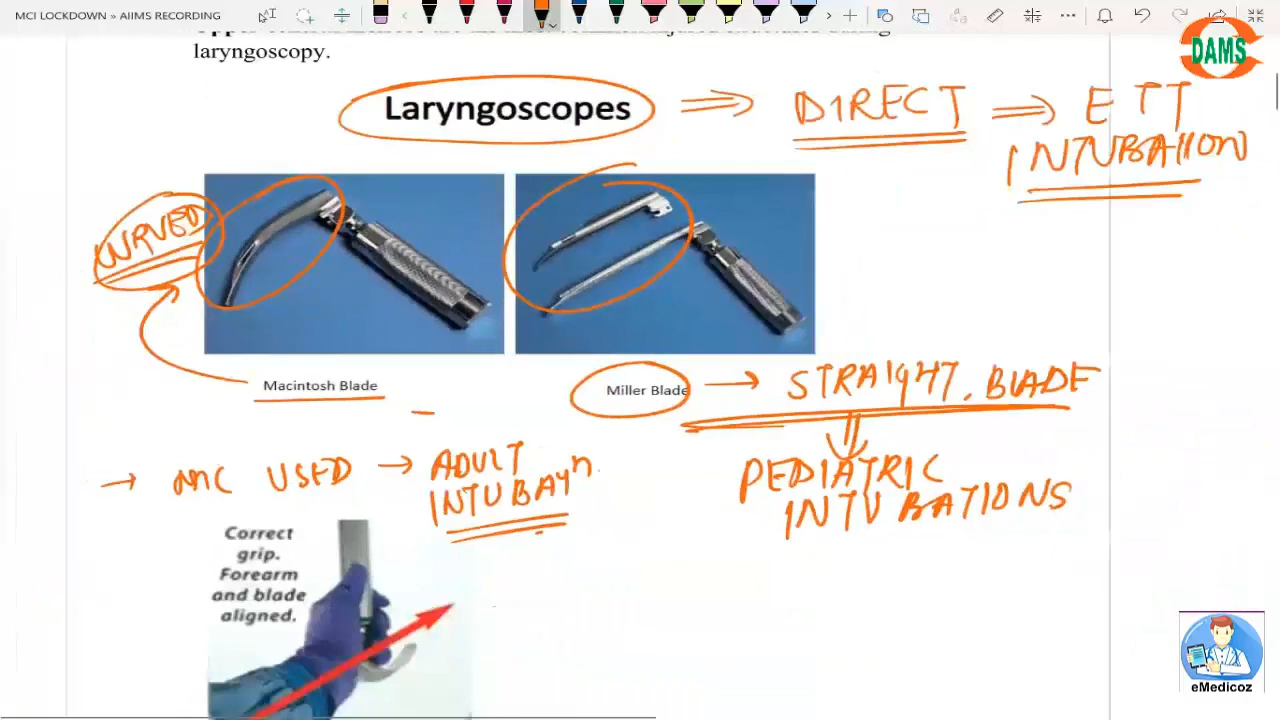 MCI LOCKDOWN » AIIMS RECORDING
DAMS
laryngoscopy.
Laryngoscopes ⇒ DIRECT ⇒ ETT
INTUBATION
CURVED
Macintosh Blade
Miller Blade → STRAIGHT. BLADE
→ MC USED → ADULT
INTUBAYn
PEDIATRIC
INTUBATIONS
Correct
grip.
Forearm
and blade
aligned.
eMedicoz